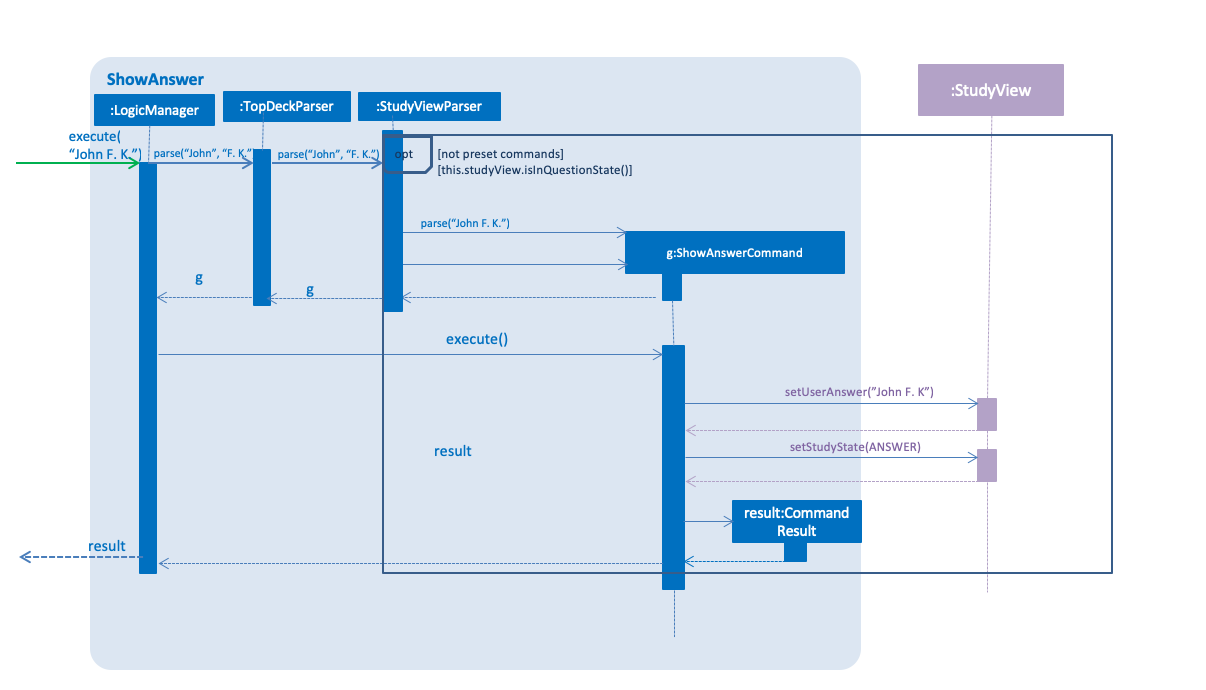 ShowAnswer
:LogicManager
:TopDeckParser
:StudyViewParser
:StudyView
execute(
“John F. K.”)
parse(“John”, “F. K.”)
parse(“John”, “F. K.”)
opt
[not preset commands]
[this.studyView.isInQuestionState()]
parse(“John F. K.”)
g:ShowAnswerCommand
g
g
execute()
setUserAnswer(”John F. K”)
setStudyState(ANSWER)
result
result:Command
Result
result